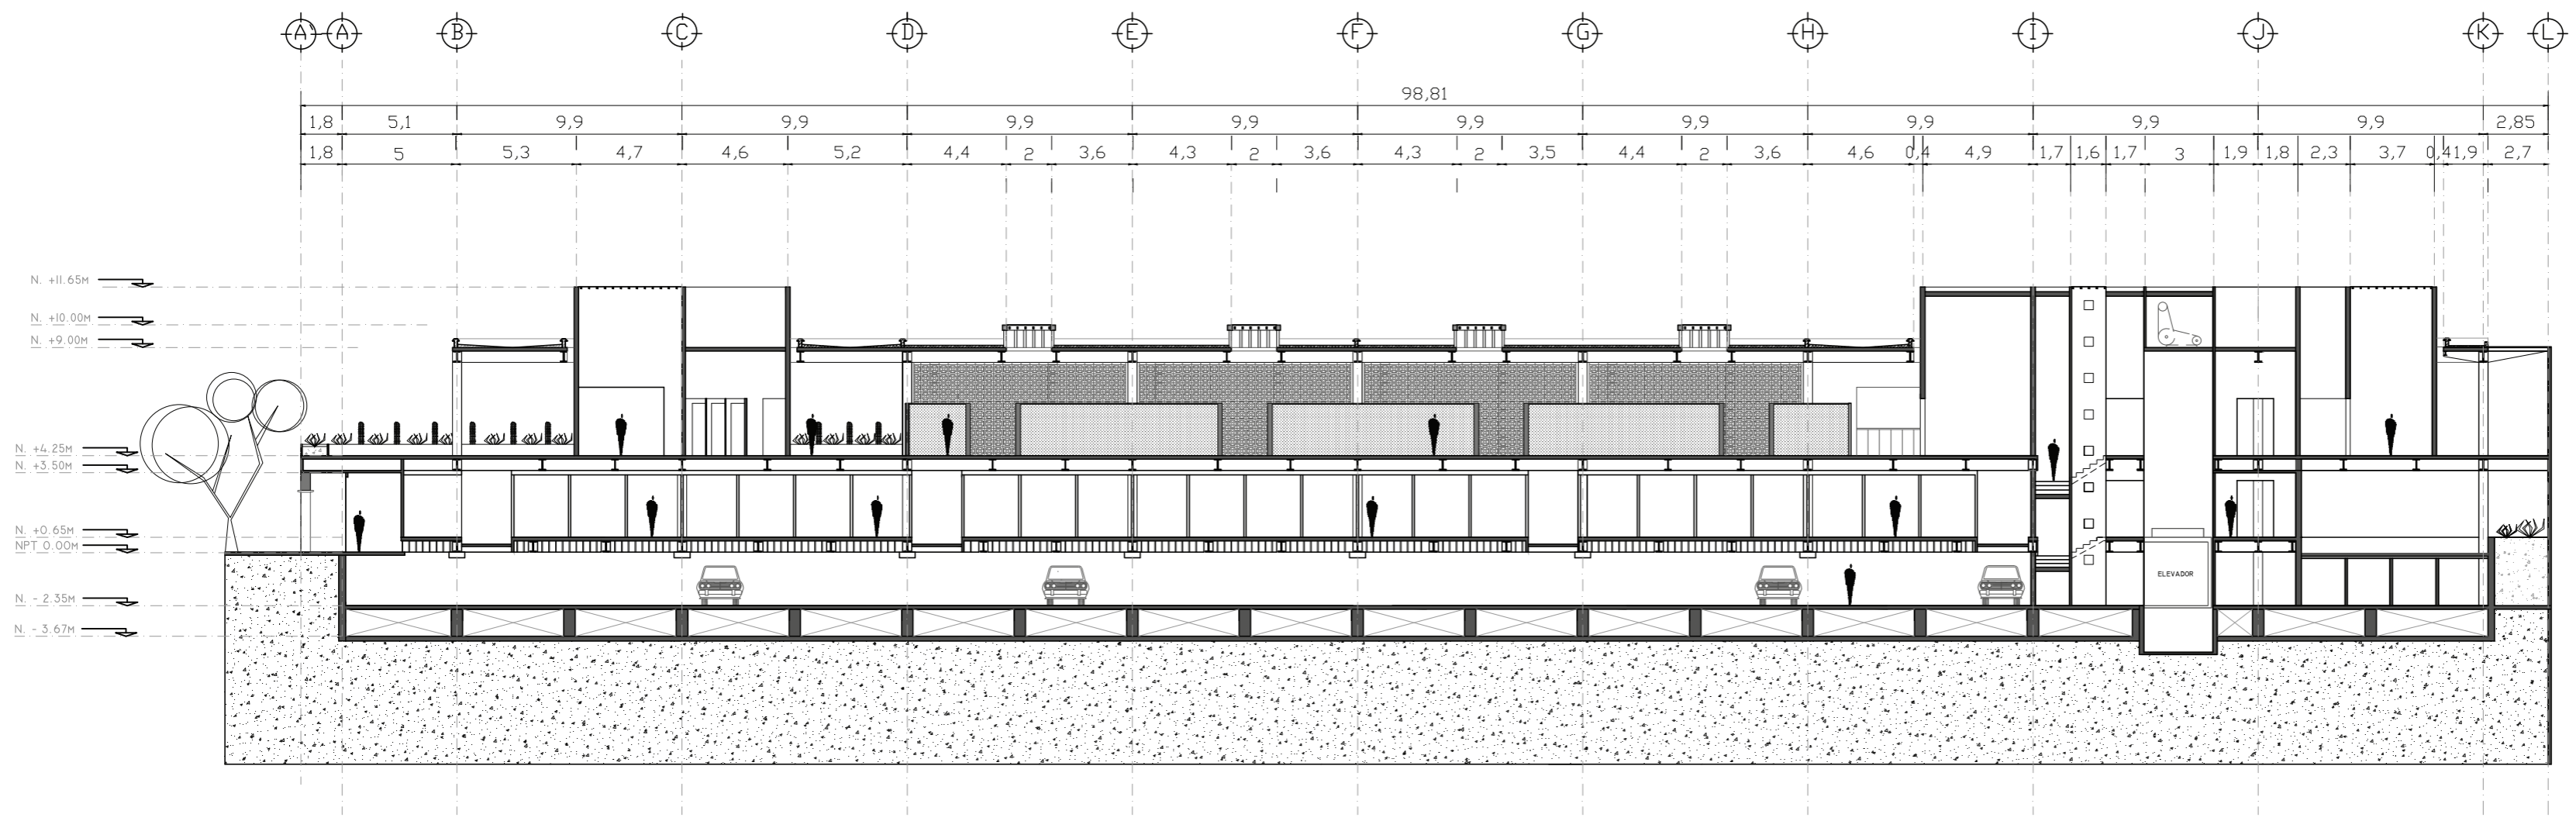 A' A B C D E F G H I J K L
98,81
1,8 5,1 9,9 9,9 9,9 9,9 9,9 9,9 9,9 9,9 9,9 2,85
1,8 5 5,3 4,7 4,6 5,2 4,4 2 3,6 4,3 2 3,6 4,3 2 3,5 4,4 2 3,6 4,6 0,4 4,9 1,7 1,6 1,7 3 1,9 1,8 2,3 3,7 0,4 1,9 2,7
N. +11.65M
N. +10.00M
N. +9.00M
N. +4.25M
N. +3.50M
N. +0.65M
NPT 0.00M
ELEVADOR
N. - 2.35M
N. - 3.67M